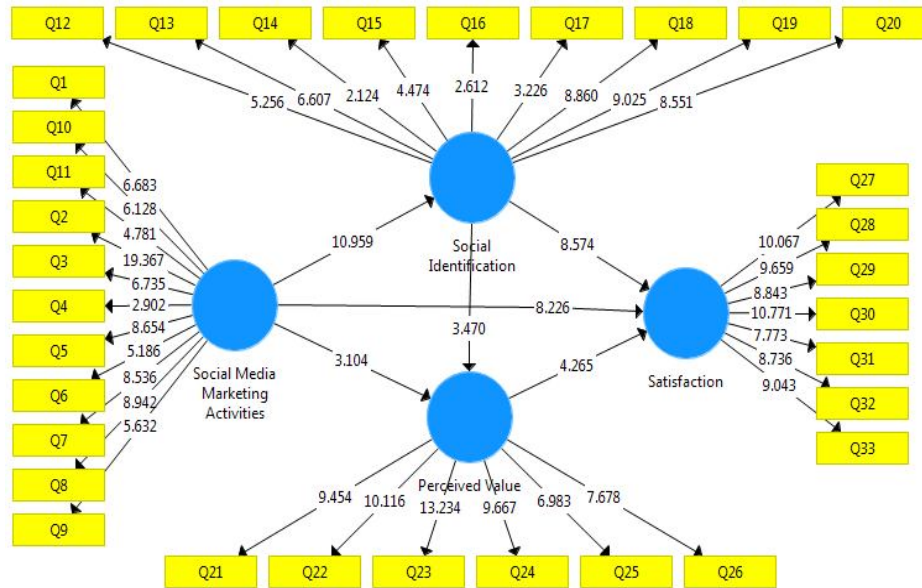 Q12
Q13
Q14
Q15
Q16
Q17
Q18
Q19
Q20
5.256
6.607
2.124
4.474
2.612
3.226
8.860
9.025
8.551
Q1
Q10
Q11
Q2
Q3
Q4
Q5
Q6
Q7
Q8
Q9
6.683
6.128
4.781
19.367
6.735
2.902
8.654
5.186
8.536
8.942
5.632
Social Media
Marketing
Activities
10.959
Social
Identification
8.574
8.226
3.470
3.104
4.265
Perceived Value
Satisfaction
10.067
9.659
8.843
10.771
7.773
8.736
9.043
Q27
Q28
Q29
Q30
Q31
Q32
Q33
9.454
10.116
13.234
9.667
6.983
7.678
Q21
Q22
Q23
Q24
Q25
Q26